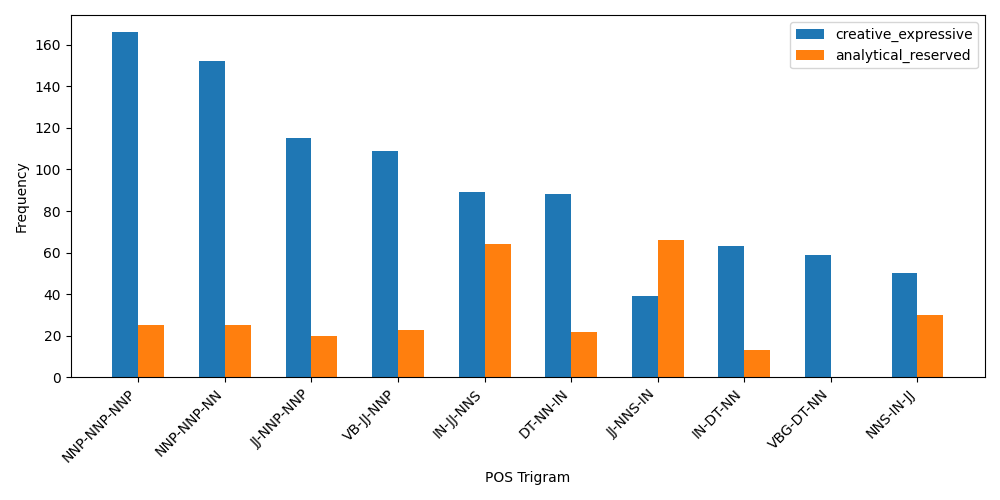 creative_expressive
analytical_reserved
Frequency
160
140
120
100
80
60
40
20
0
NNP-NNP-NNP
NNP-NNP-NN
JJ-NNP-NNP
VB-JJ-NNP
IN-JJ-NNS
DT-NN-IN
JJ-NNS-IN
IN-DT-NN
VBG-DT-NN
NNS-IN-JJ
POS Trigram